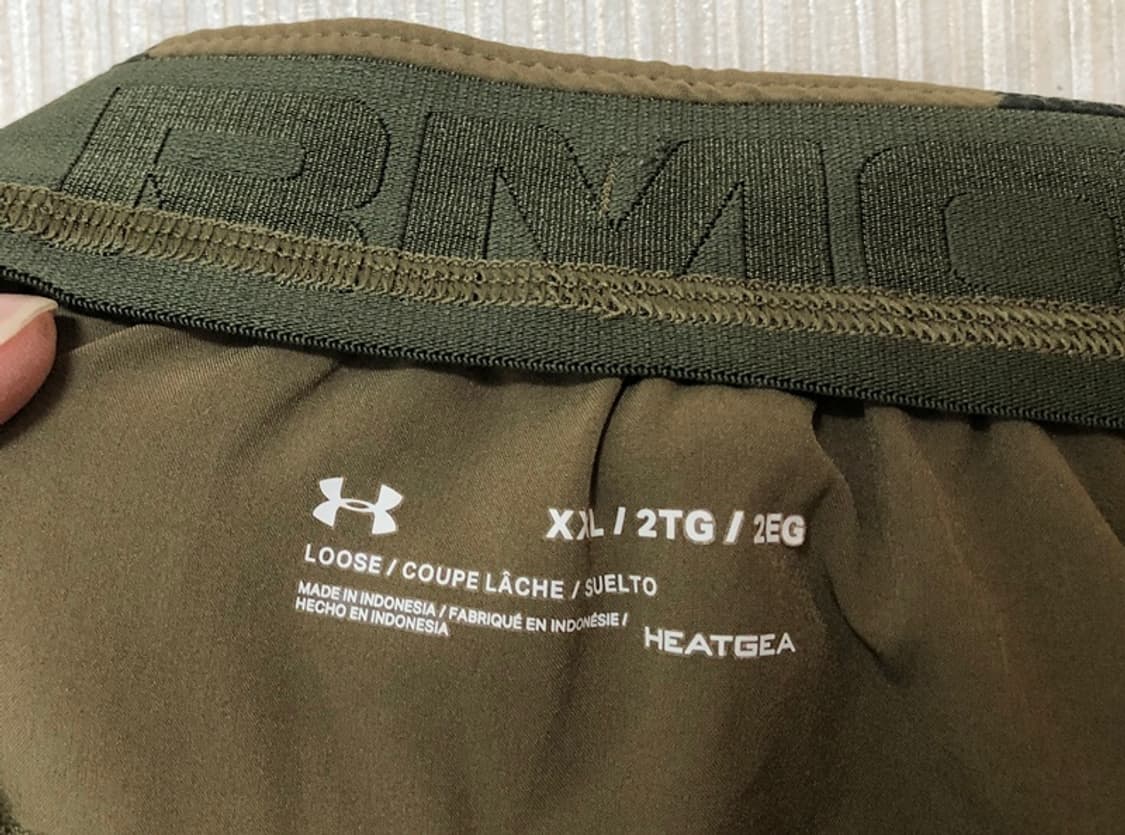 RMO
XXL / 2TG / 2EG
LOOSE / COUPE LÂCHE / SUELTO
MADE IN INDONESIA / FABRIQUÉ EN INDONÉSIE /
HECHO EN INDONESIA
HEATGEA